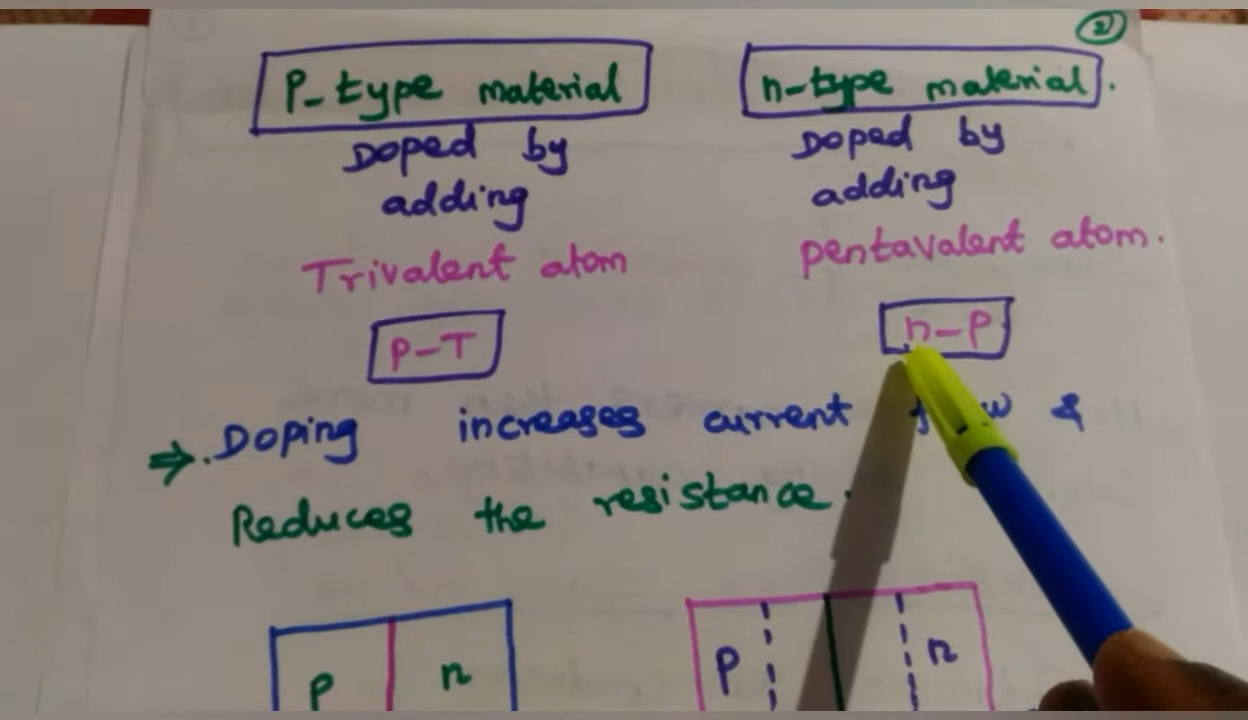 2
P-type material
Doped by
adding
Trivalent atom
P-T
n-type material.
Doped by
adding
pentavalent atom.
n-P
⇒. Doping increases current &
Reduces the resistance.
P n
P n